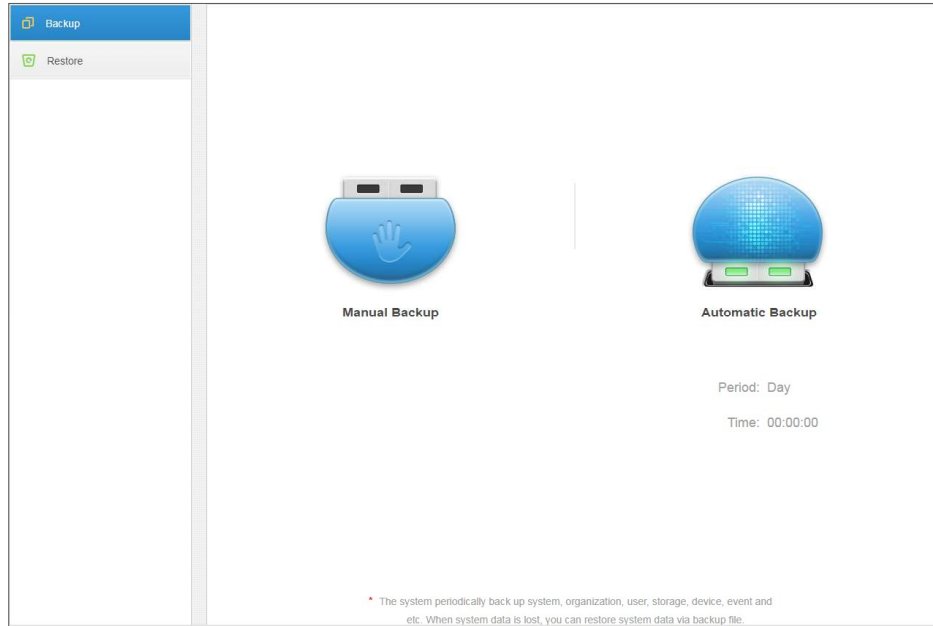 Backup
Restore
Manual Backup
Automatic Backup
Period: Day
Time: 00:00:00
* The system periodically back up system, organization, user, storage, device, event and
etc. When system data is lost, you can restore system data via backup file.